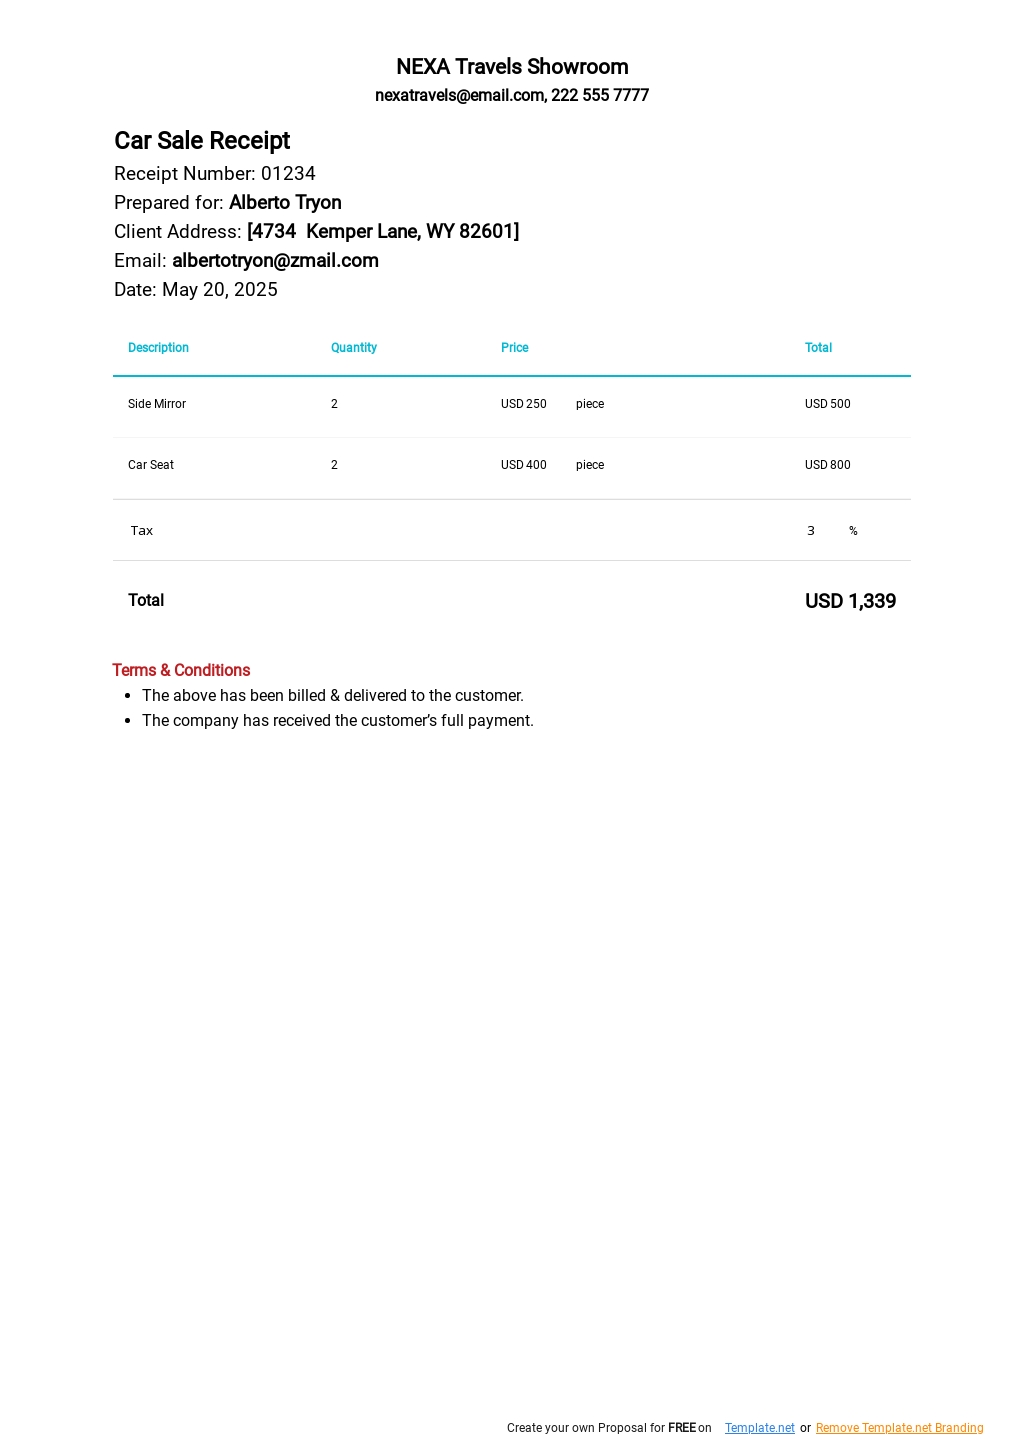 NEXA Travels Showroom
nexatravels@email.com, 222 555 7777
Car Sale Receipt
Receipt Number: 01234
Prepared for: Alberto Tryon
Client Address: [4734  Kemper Lane, WY 82601]
Email: albertotryon@zmail.com
Date: May 20, 2025
Description Quantity Price Total
Side Mirror 2 USD 250 piece USD 500
Car Seat 2 USD 400 piece USD 800
Tax 3 %
Total USD 1,339
Terms & Conditions
• The above has been billed & delivered to the customer.
• The company has received the customer’s full payment.
Create your own Proposal for FREE on Template.net or Remove Template.net Branding